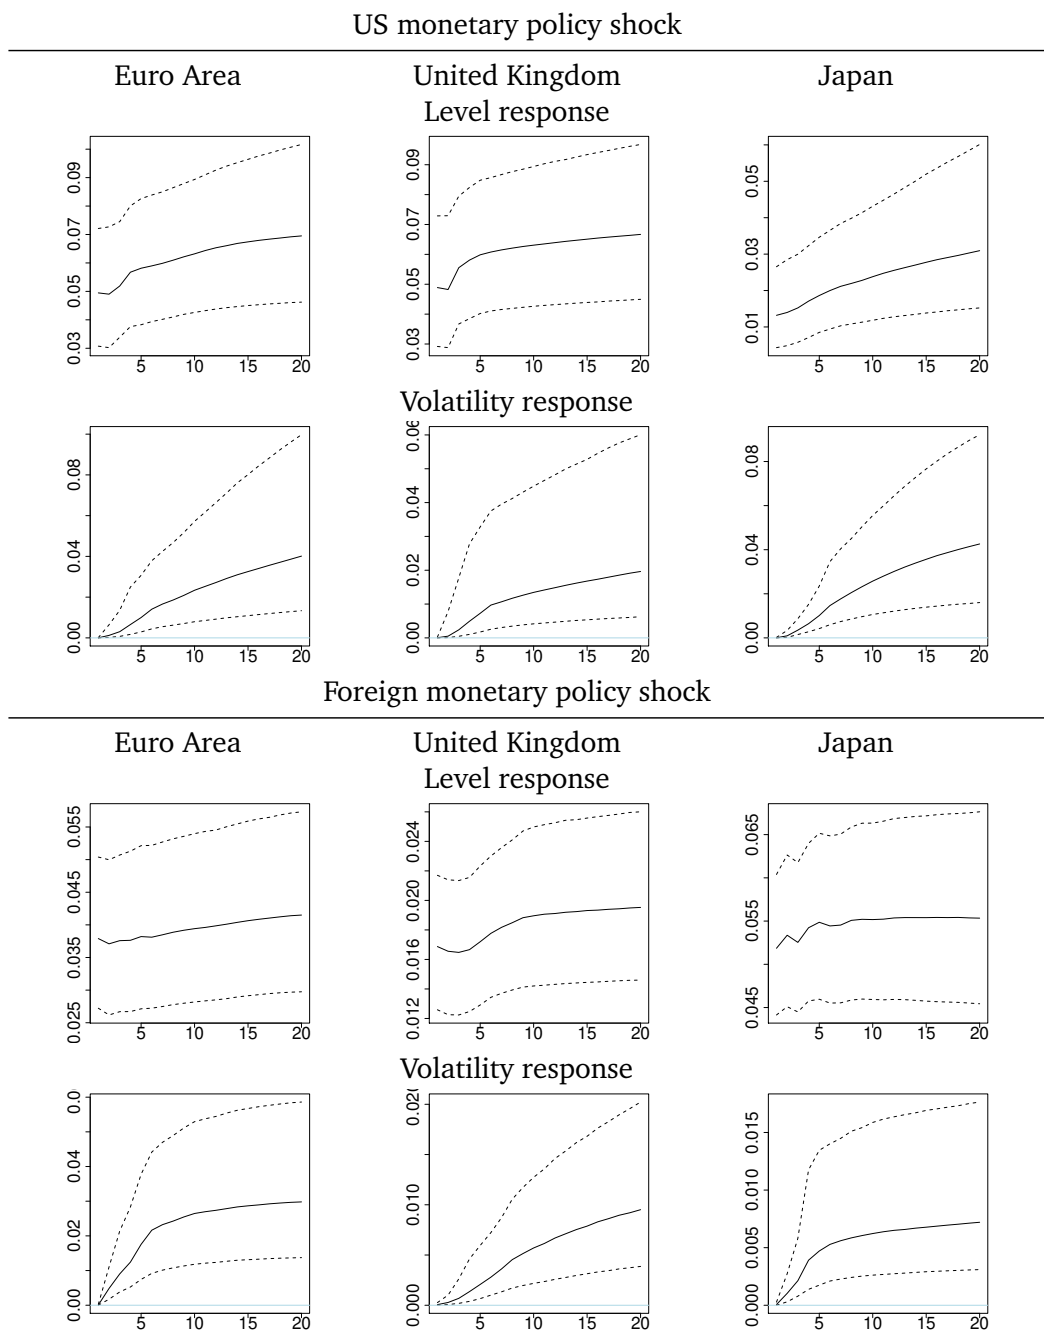 US monetary policy shock
Euro Area United Kingdom Japan
Level response
0.03 0.05 0.07 0.09
5 10 15 20
0.03 0.05 0.07 0.09
5 10 15 20
0.01 0.03 0.05
5 10 15 20
Volatility response
0.00 0.04 0.08
5 10 15 20
0.00 0.02 0.04
5 10 15 20
0.00 0.04 0.08
5 10 15 20
Foreign monetary policy shock
Euro Area United Kingdom Japan
Level response
0.025 0.035 0.045 0.055
5 10 15 20
0.012 0.016 0.020 0.024
5 10 15 20
0.045 0.055 0.065
5 10 15 20
Volatility response
0.00 0.02 0.04
5 10 15 20
0.000 0.010
5 10 15 20
0.000 0.005 0.010 0.015
5 10 15 20